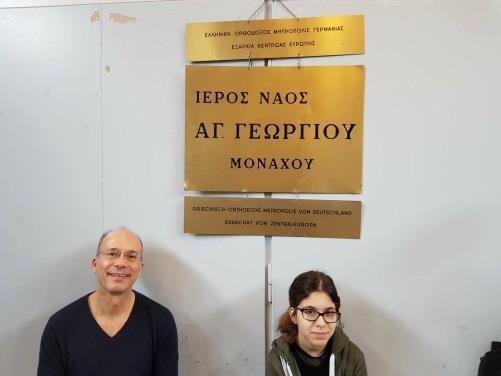 ΕΛΛΗΝΙΚΗ ΟΡΘΟΔΟΞΟΣ ΜΗΤΡΟΠΟΛΙΣ ΓΕΡΜΑΝΙΑΣ
ΕΞΑΡΧΙΑ ΚΕΝΤΡΩΑΣ ΕΥΡΩΠΗΣ
ΙΕΡΟΣ ΝΑΟΣ
ΑΓ. ΓΕΩΡΓΙΟΥ
ΜΟΝΑΧΟΥ
GRIECHISCH-ORTHODOXE METROPOLIE VON DEUTSCHLAND
EXARCHAT VON ZENTRALEUROPA